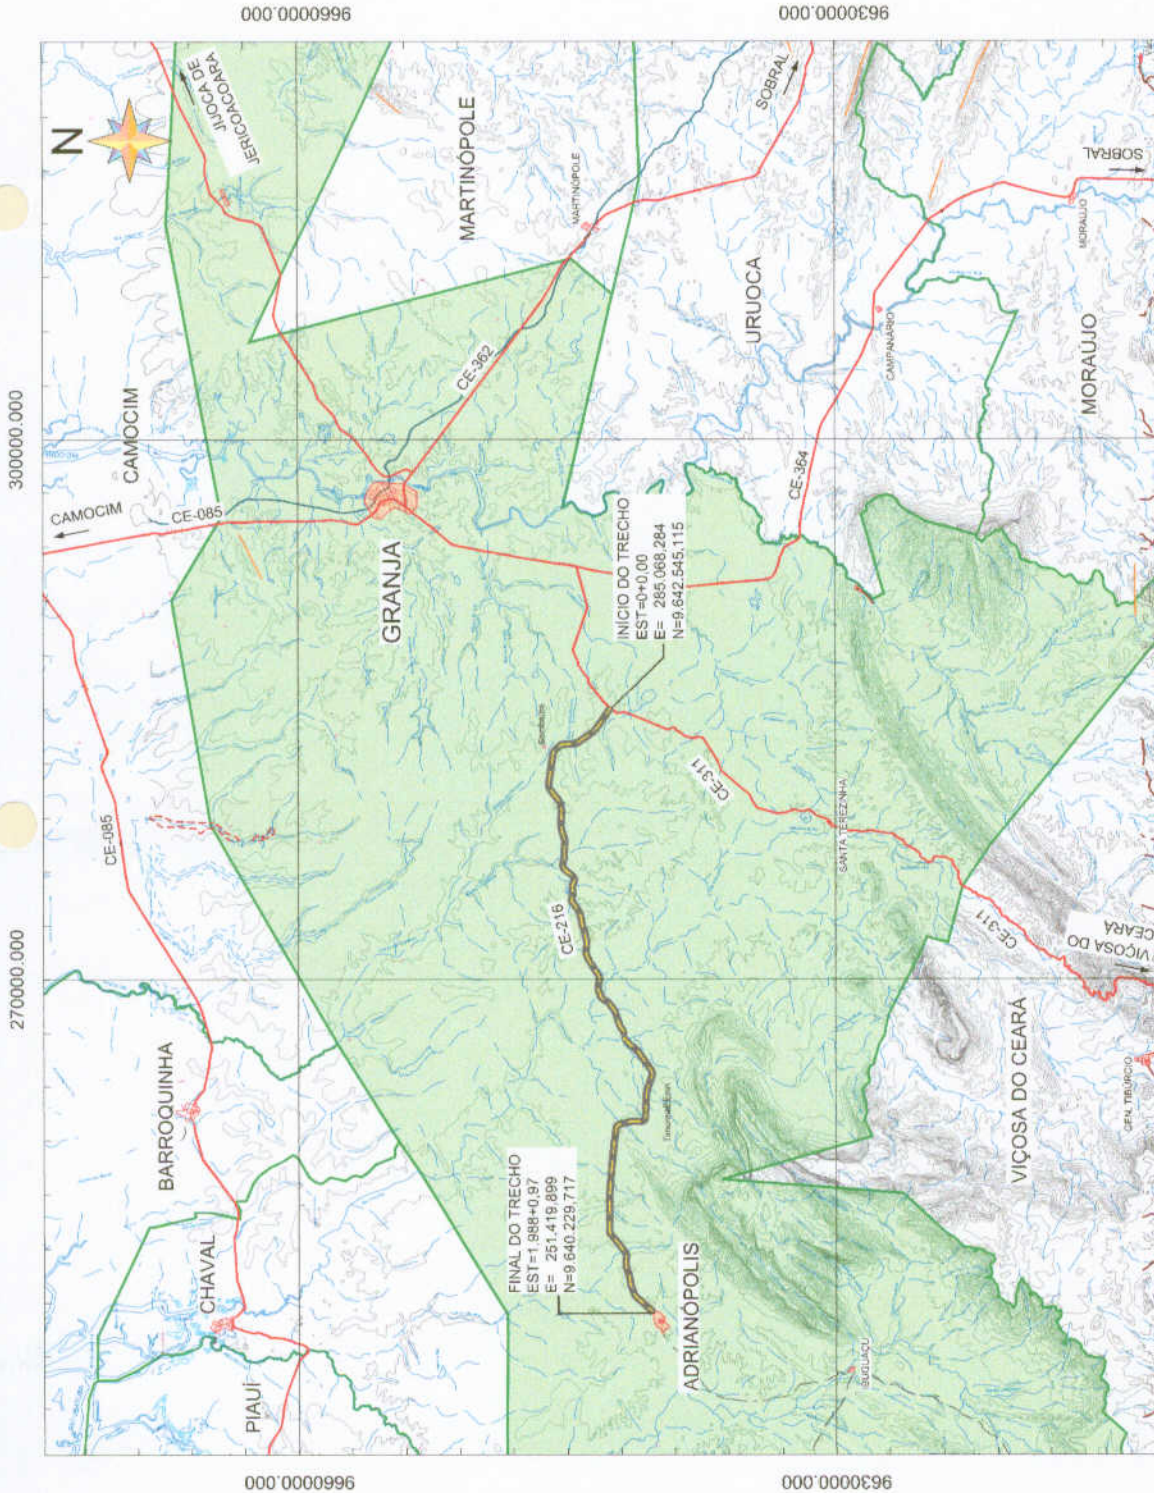 270000.000
300000.000
9660000.000
9630000.000
9660000.000
9630000.000
N
JIJOCA DE
JERICOACOARA
CAMOCIM
CAMOCIM
CE-085
CE-085
BARROQUINHA
CHAVAL
PIAUÍ
GRANJA
CE-362
MARTINÓPOLE
MARTINÓPOLE
SOBRAL
URUOCA
CE-364
CAMPANÁRIO
MORAÚJO
MORAÚJO
SOBRAL
INÍCIO DO TRECHO
EST=0+0,00
E= 285.068,284
N=9.642.545,115
CE-216
CE-311
SANTA TEREZINHA
CE-311
VIÇOSA DO
CEARÁ
VIÇOSA DO CEARÁ
GEN. TIBÚRCIO
FINAL DO TRECHO
EST=1.988+0,97
E= 251.419,899
N=9.640.229,717
ADRIANÓPOLIS